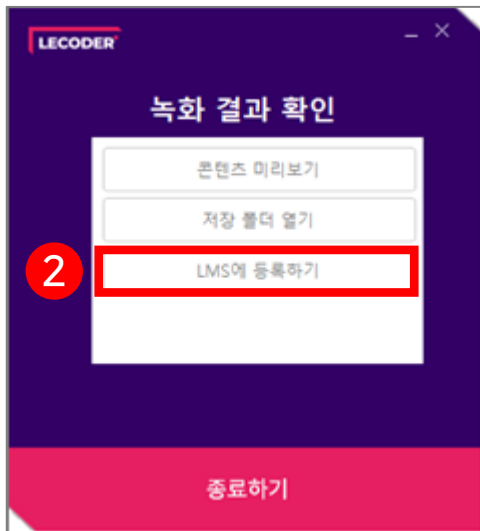 LECODER
녹화 결과 확인
콘텐츠 미리보기
저장 폴더 열기
2
LMS에 등록하기
종료하기